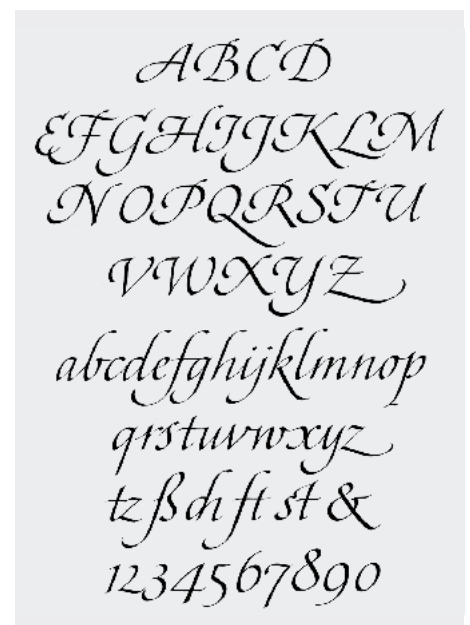 ABCD
EFGHIJKLM
NOPQRSTU
VWXYZ
abcdefghijklmnop
qrstuvwxyz
tz ß ch ft st &
1234567890